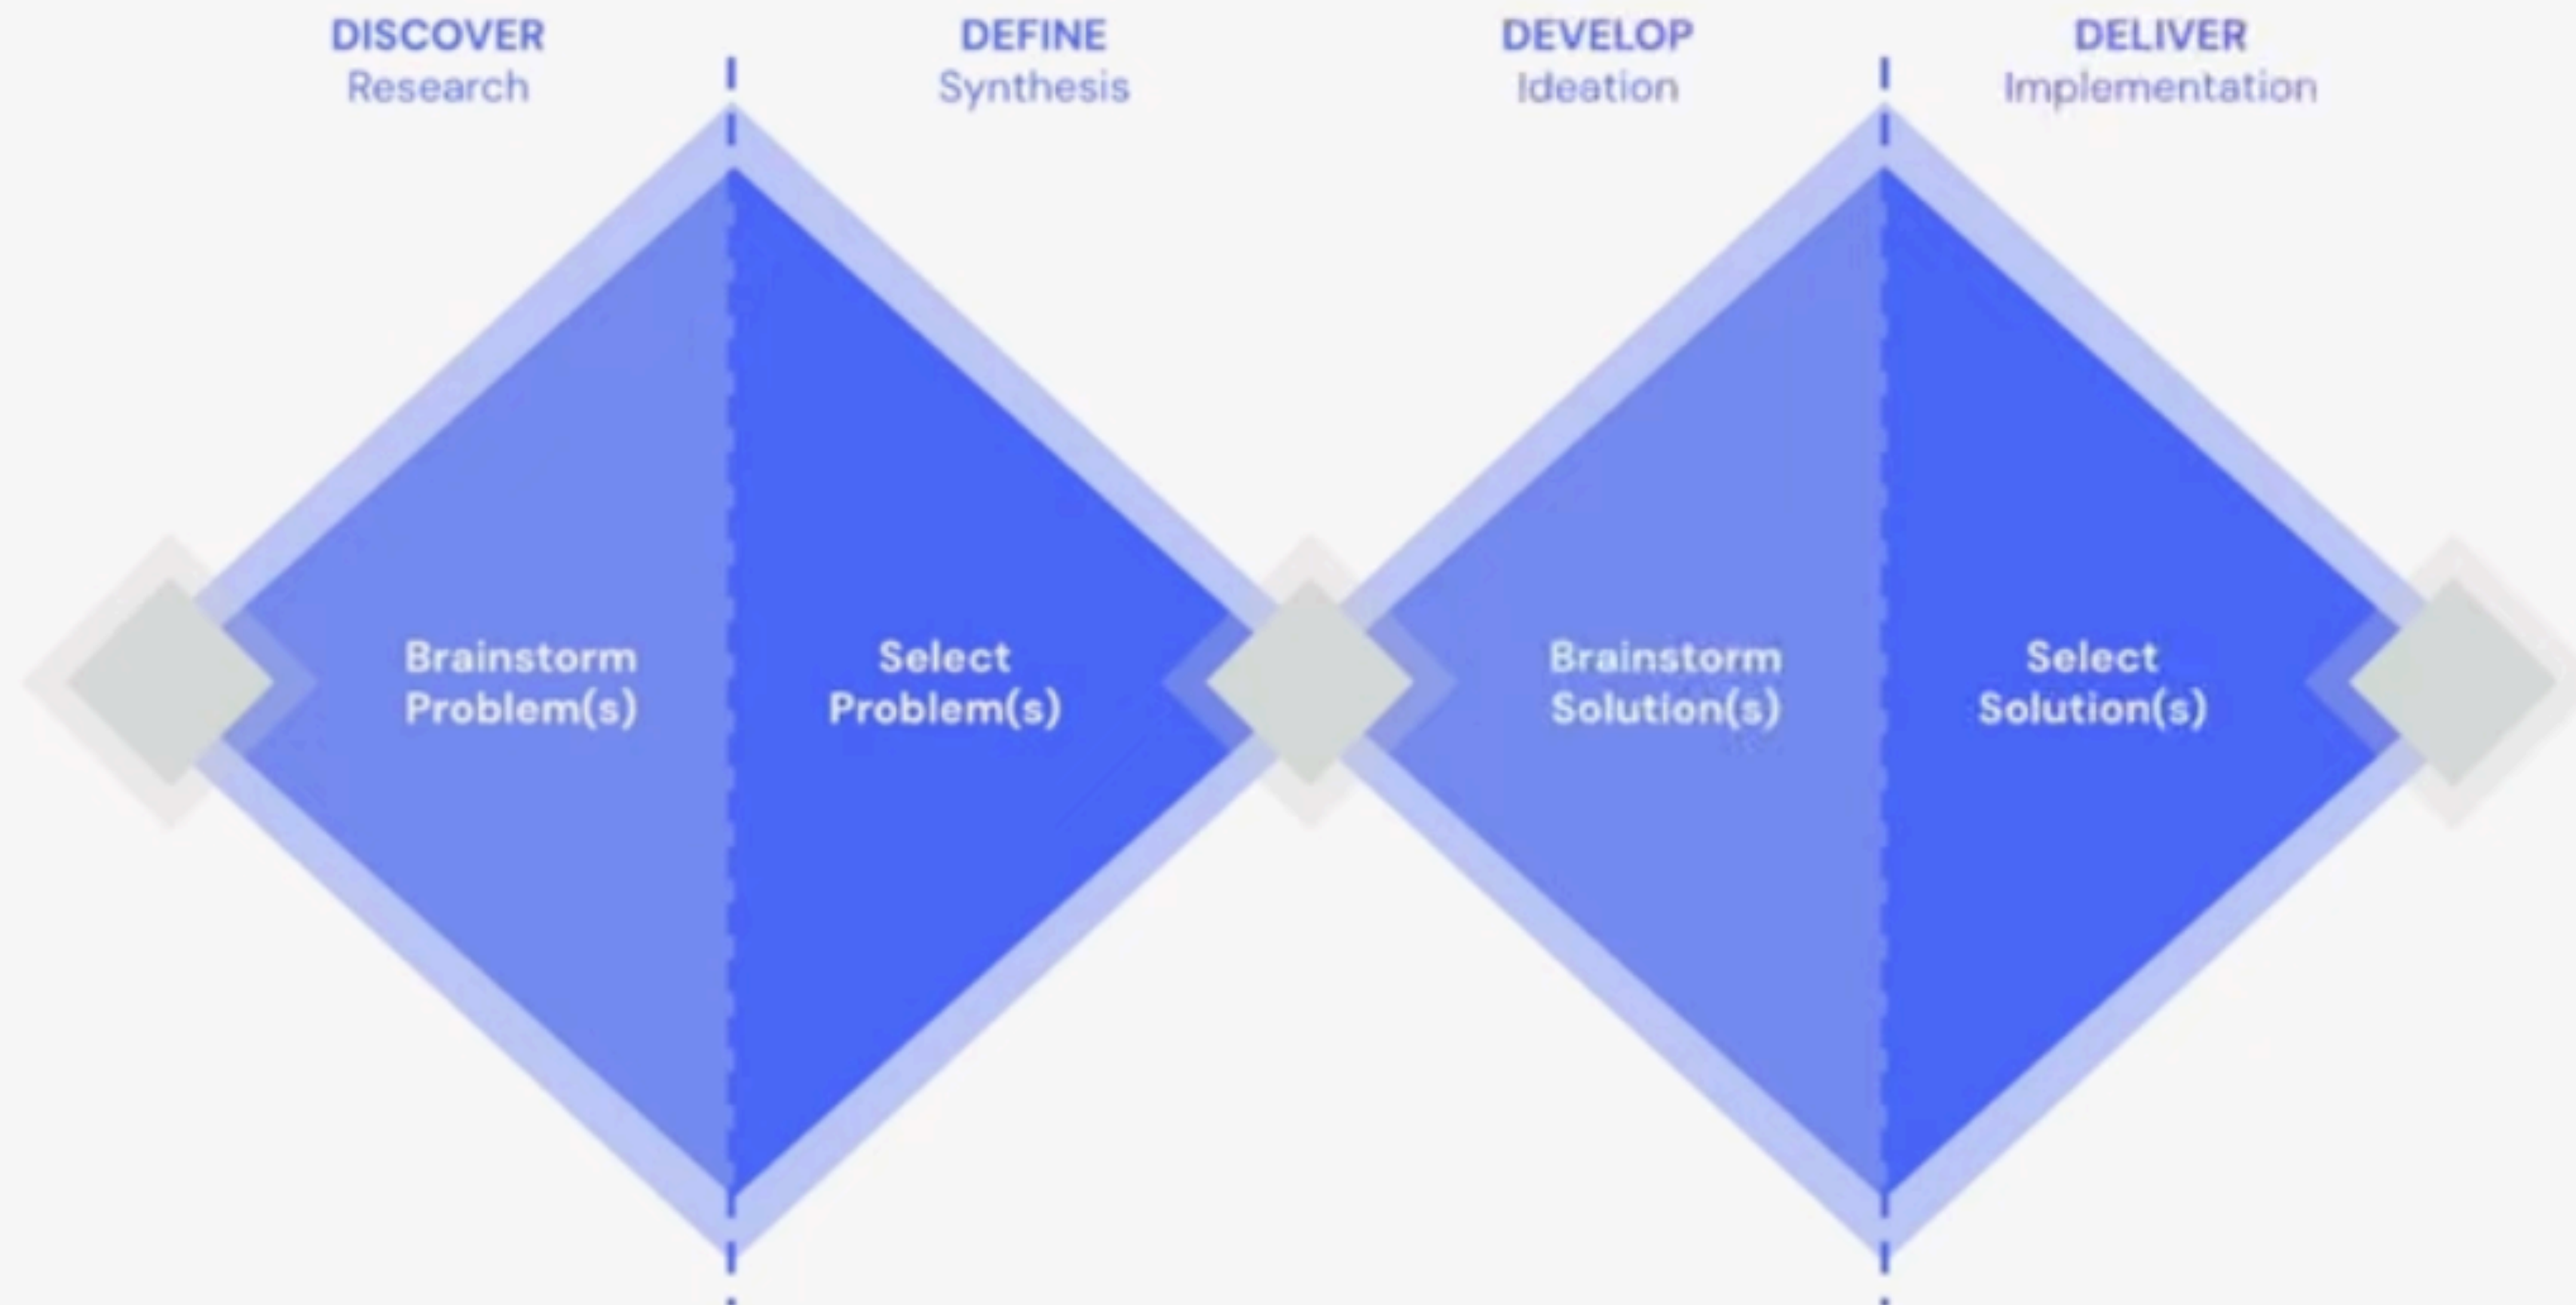 DISCOVER
Research
DEFINE
Synthesis
DEVELOP
Ideation
DELIVER
Implementation
Brainstorm
Problem(s)
Select
Problem(s)
Brainstorm
Solution(s)
Select
Solution(s)